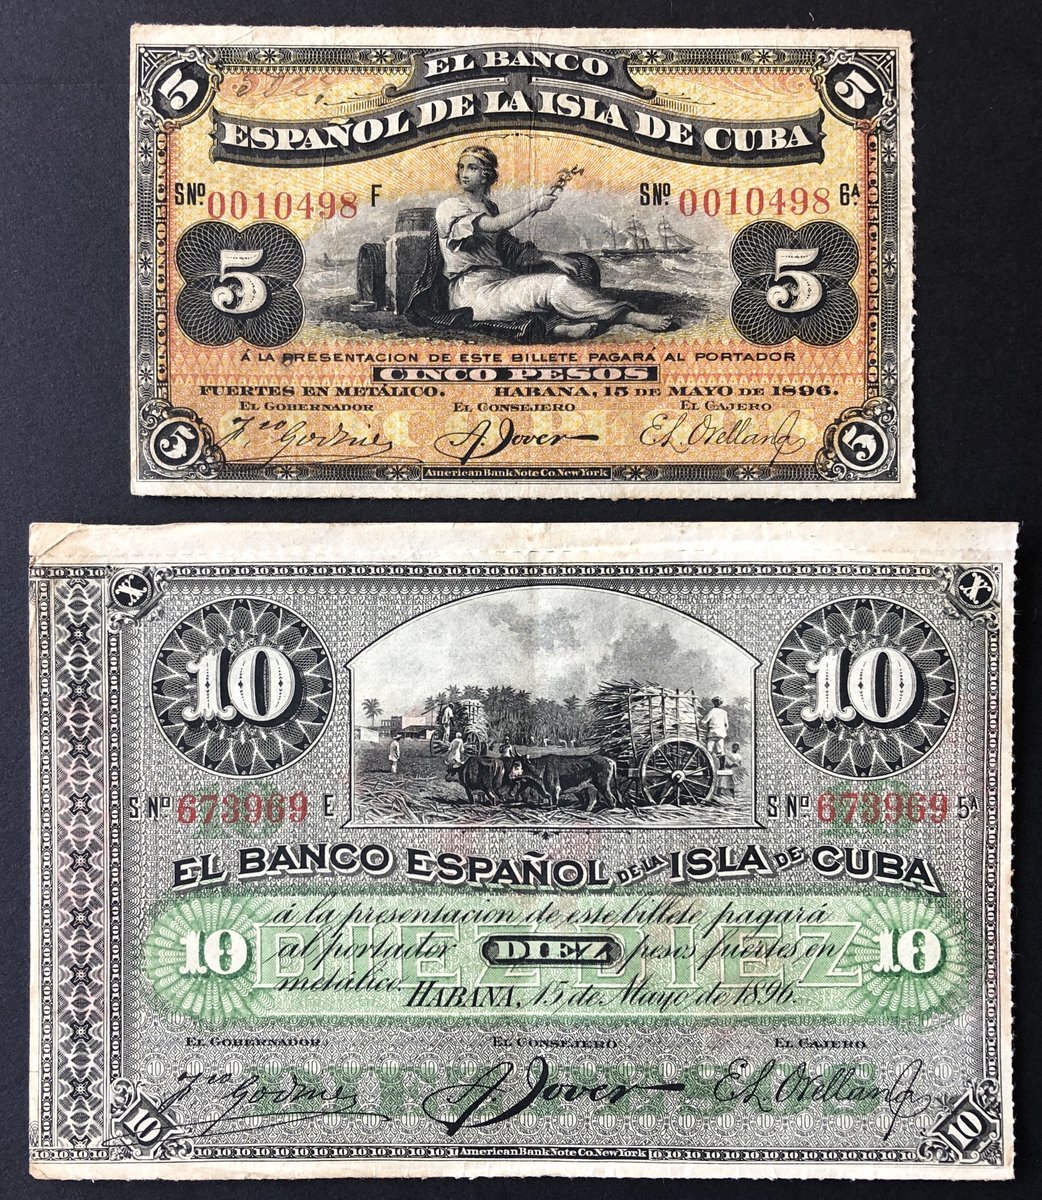 5 EL BANCO 5
ESPAÑOL DE LA ISLA DE CUBA
SNº 0010498 F SNº 0010498 6ᴬ
5 5
CINCO
Á LA PRESENTACION DE ESTE BILLETE PAGARÁ AL PORTADOR
CINCO PESOS
FUERTES EN METÁLICO. HABANA, 15 DE MAYO DE 1896.
EL GOBERNADOR EL CONSEJERO EL CAJERO
A. Jover
5 5
American Bank Note Co. New York
X X
10 10
SNº 673969 E SNº 673969 5ᴬ
EL BANCO ESPAÑOL DE LA ISLA DE CUBA
á la presentacion de este billete pagará
10 al portador DIEZ pesos fuertes en 10
DIEZ DIEZ
metálico. HABANA, 15 de Mayo de 1896.
EL GOBERNADOR EL CONSEJERO EL CAJERO
A. Jover
10 10
American Bank Note Co. New York